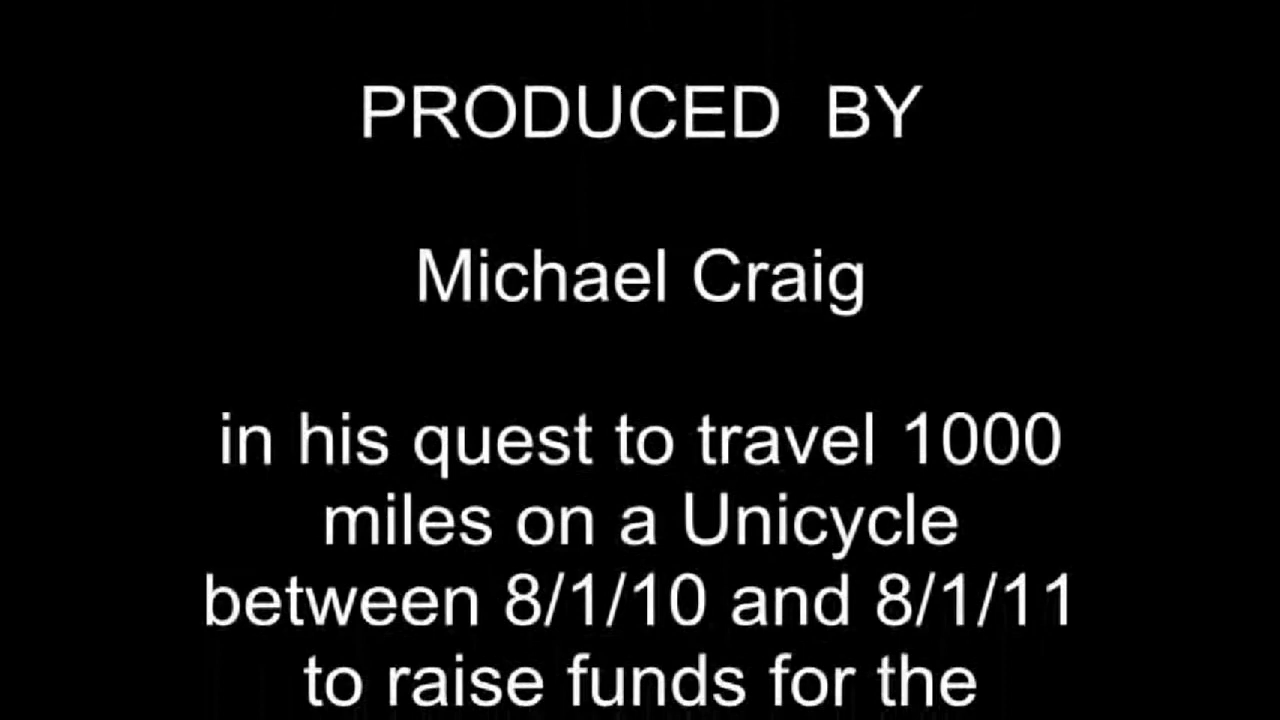 PRODUCED BY
Michael Craig
in his quest to travel 1000
miles on a Unicycle
between 8/1/10 and 8/1/11
to raise funds for the